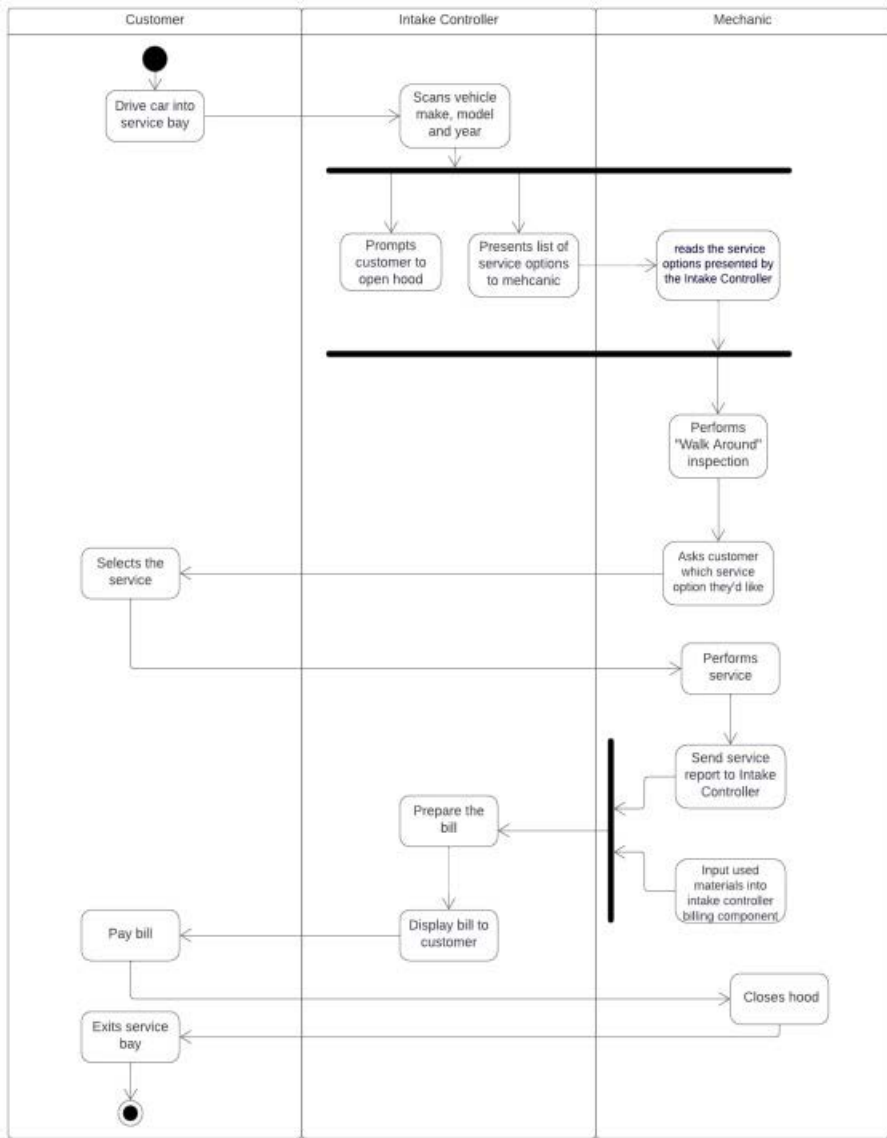 Customer
Intake Controller
Mechanic
Drive car into
service bay
Scans vehicle
make, model
and year
Prompts
customer to
open hood
Presents list of
service options
to mehcanic
reads the service
options presented by
the Intake Controller
Performs
"Walk Around"
inspection
Asks customer
which service
option they'd like
Selects the
service
Performs
service
Send service
report to Intake
Controller
Input used
materials into
intake controller
billing component
Prepare the
bill
Display bill to
customer
Pay bill
Closes hood
Exits service
bay